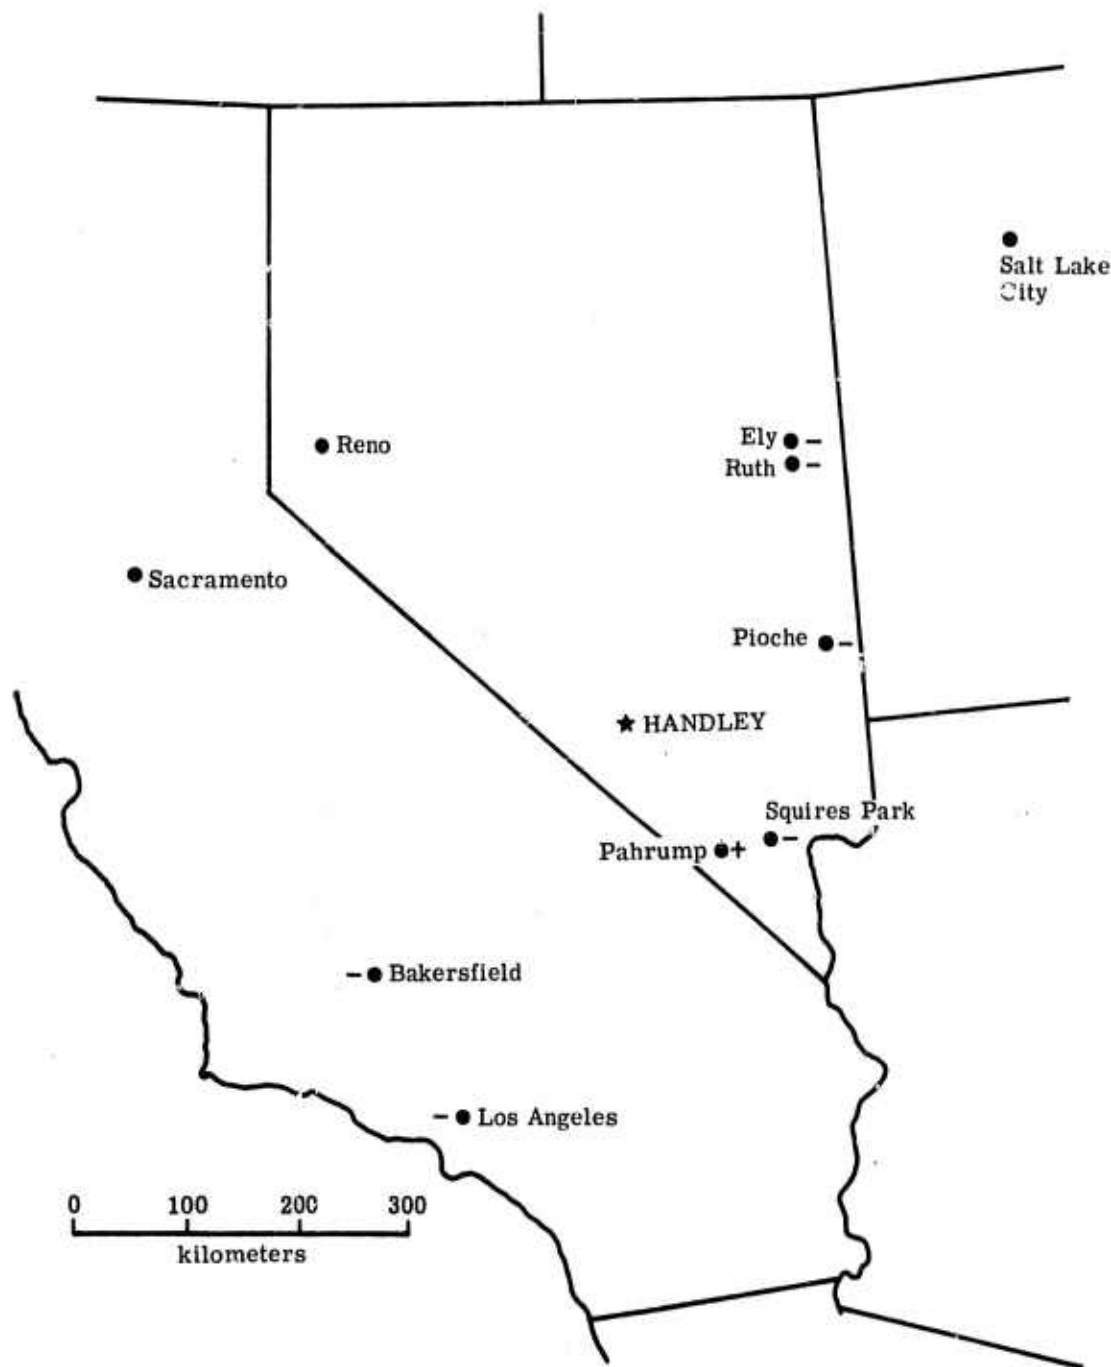 Salt Lake
City
Reno
Ely
Ruth
Sacramento
Pioche
HANDLEY
Squires Park
Pahrump +
Bakersfield
Los Angeles
0 100 200 300
kilometers